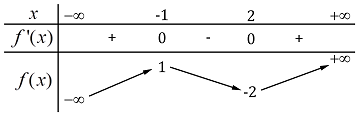 x -∞ -1 2 +∞
f'(x) + 0 - 0 +
1 +∞
f(x)
-∞ -2